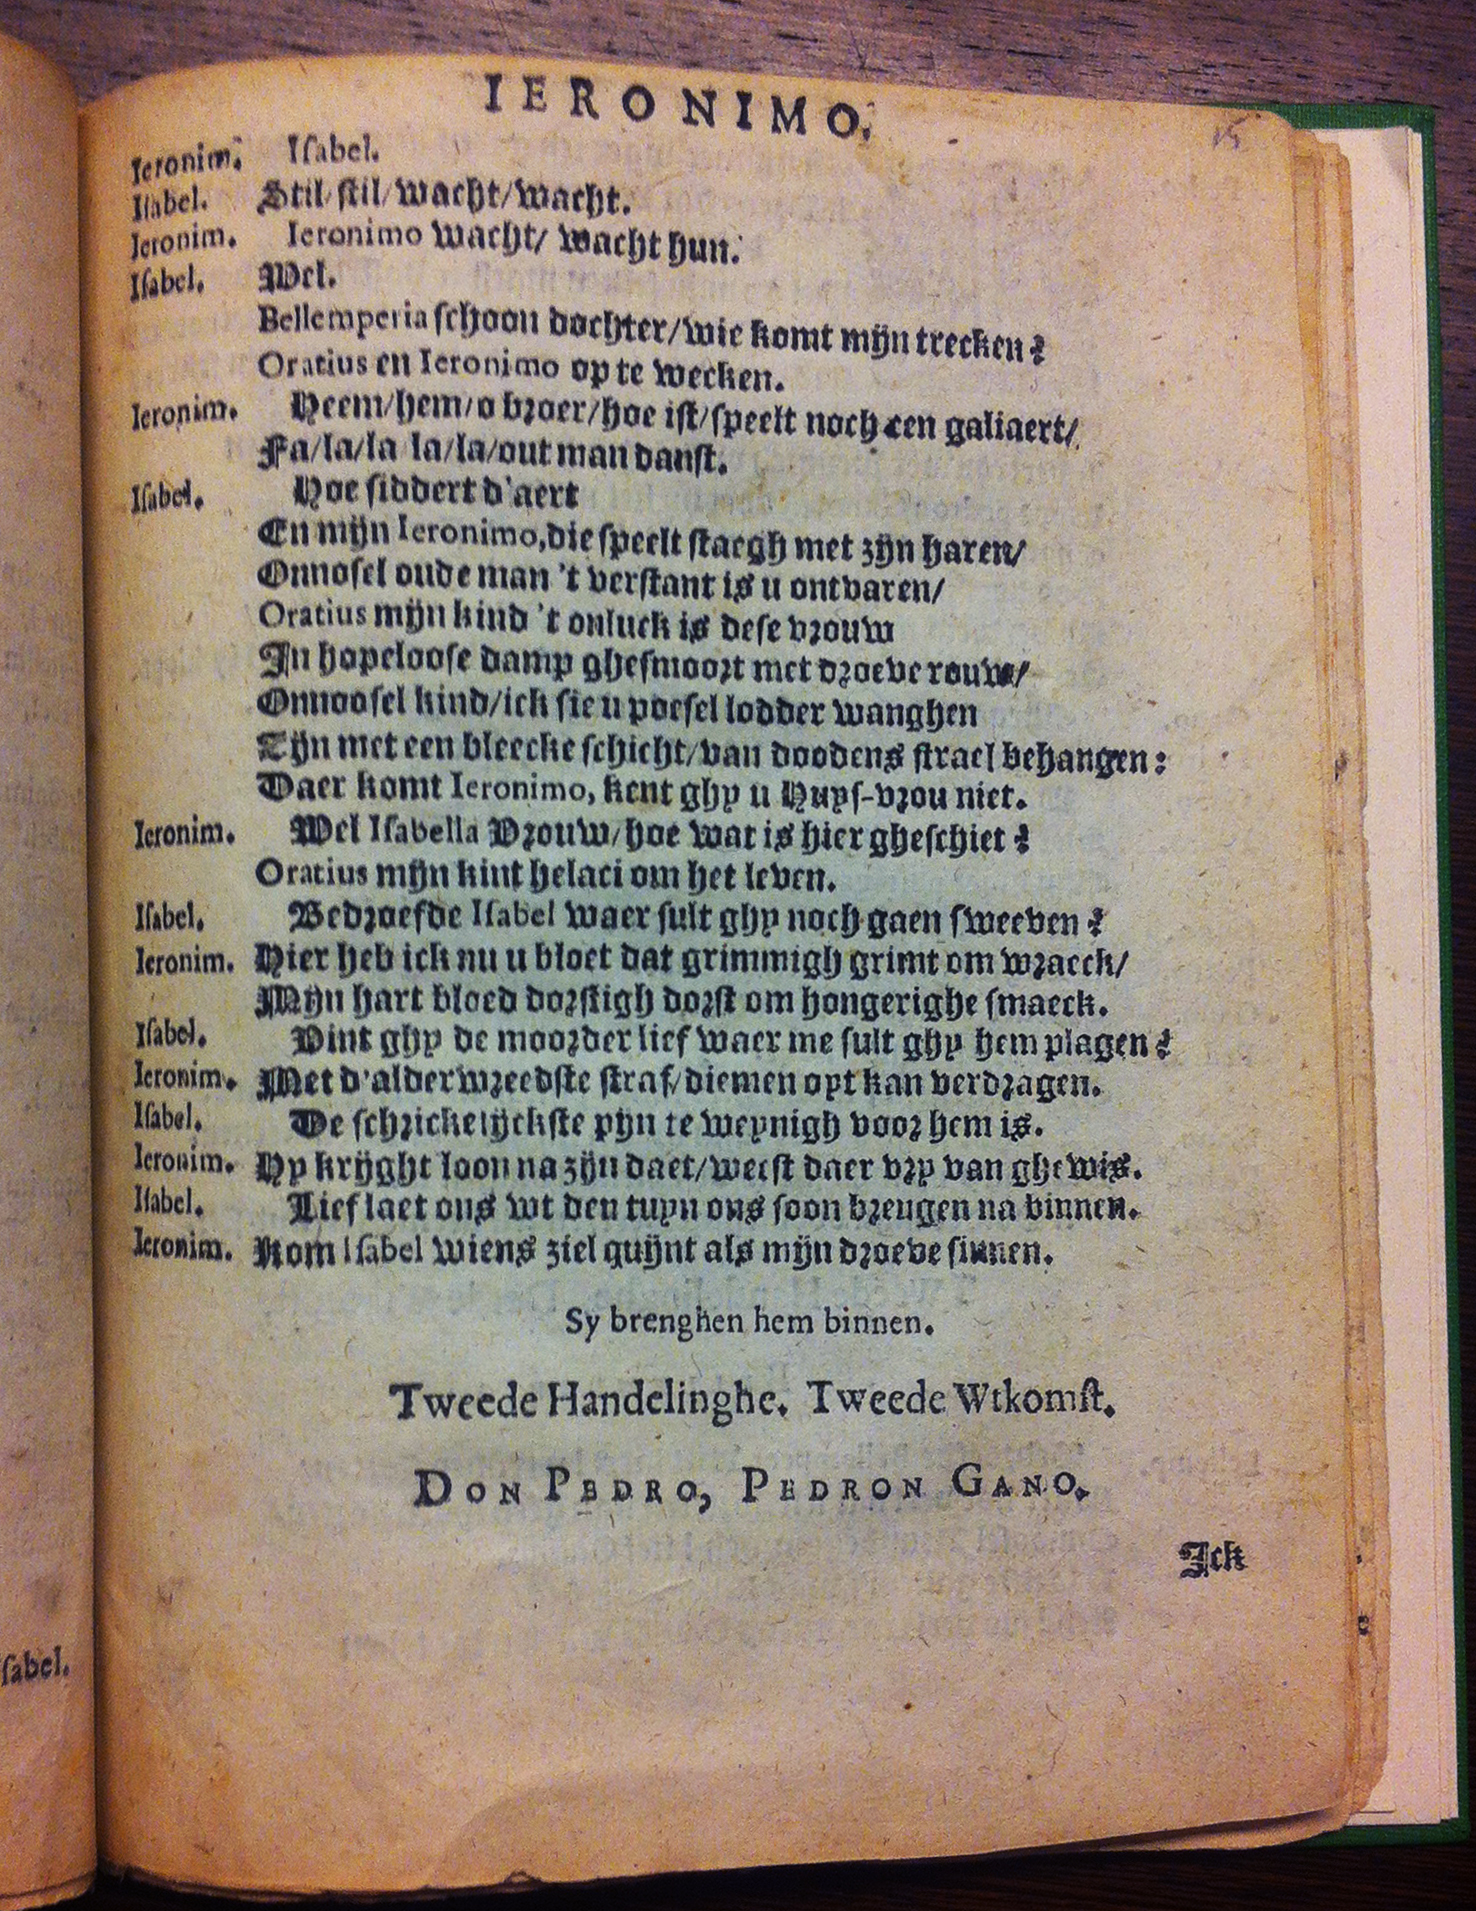 IERONIMO.
15
Ieronim. Iſabel.
Iſabel. Stil/ſtil/wacht/wacht.
Ieronim. Ieronimo wacht/ wacht hun.
Iſabel. Wel.
Bellemperia ſchoon dochter/wie komt mijn trecken?
Oratius en Ieronimo op te wecken.
Ieronim. Neem/hem/o broer/hoe iſt/ſpeelt noch een galiaert/
Fa/la/la la/la/out man danſt.
Iſabel. Hoe ſiddert d'aert
En mijn Ieronimo, die ſpeelt ſtaegh met zijn haren/
Onnoſel oude man 't verſtant is u ontvaren/
Oratius mijn kind 't onluck is deſe vrouw
In hopelooſe damp gheſmoort met droeve rouw/
Onnooſel kind/ick ſie u poeſel lodder wanghen
Zijn met een bleecke ſchicht/van doodens ſtrael behangen:
Daer komt Ieronimo, kent ghy u Huyſ-vrou niet.
Ieronim. Wel Iſabella Vrouw/hoe wat is hier gheſchiet?
Oratius mijn kint helaci om het leven.
Iſabel. Bedroefde Iſabel waer ſult ghy noch gaen ſweeven?
Ieronim. Hier heb ick nu u bloet dat grimmigh grimt om wraeck/
Mijn hart bloed dorſtigh dorſt om hongerighe ſmaeck.
Iſabel. Vint ghy de moorder lief waer me ſult ghy hem plagen?
Ieronim. Met d'alderwreedſte ſtraf/diemen oyt kan verdragen.
Iſabel. De ſchrickelijckſte pijn te weynigh voor hem is.
Ieronim. Hy krijght loon na zijn daet/weeſt daer vry van ghewis.
Iſabel. Lief laet ons wt den tuyn ons ſoon brengen na binnen.
Ieronim. Kom Iſabel wiens ziel quijnt als mijn droeve ſinnen.
Sy brenghen hem binnen.
Tweede Handelinghe. Tweede Wtkomſt.
DON PEDRO, PEDRON GANO.
Ick
ſabel.